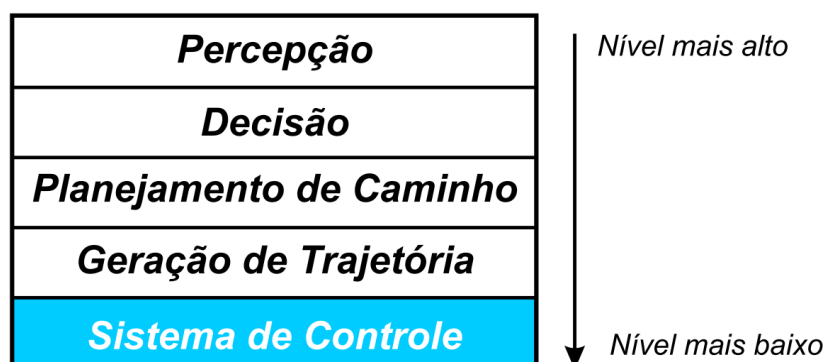 Percepção
Nível mais alto
Decisão
Planejamento de Caminho
Geração de Trajetória
Sistema de Controle
Nível mais baixo